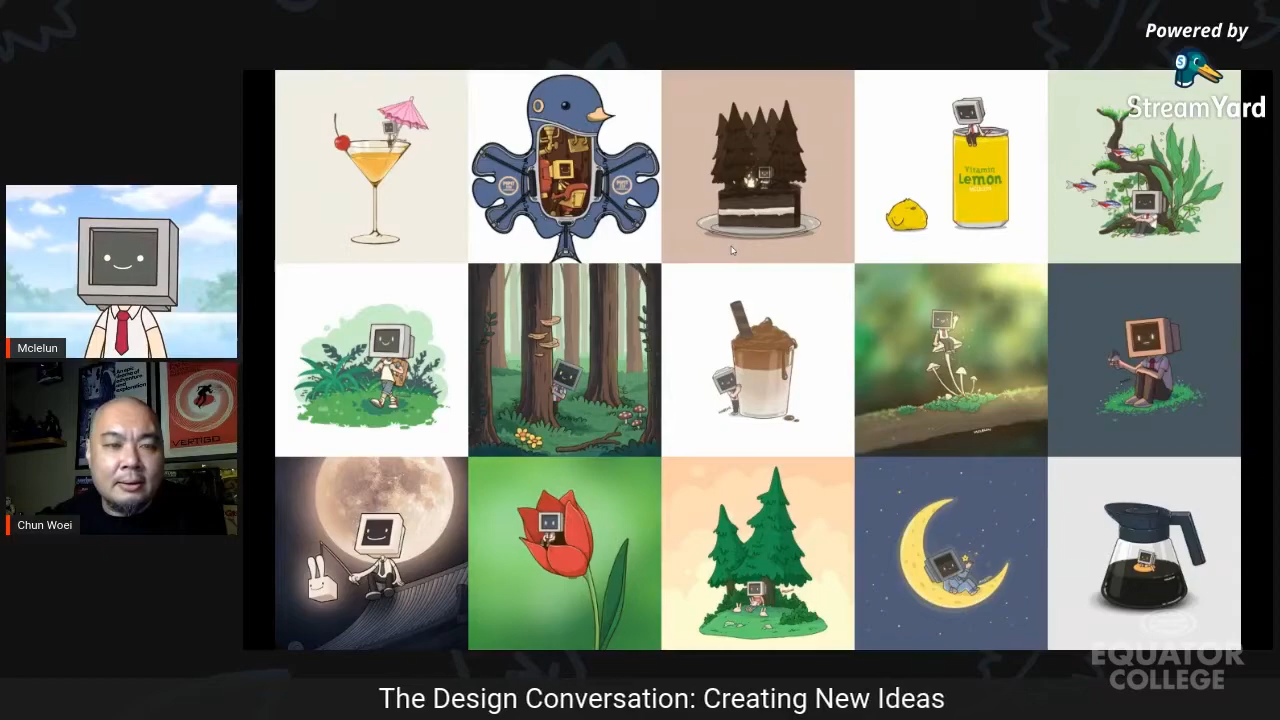 Powered by
StreamYard
Vitamin
Lemon
Mclelun
VERTIGO
Chun Woei
EQUATOR
COLLEGE
The Design Conversation: Creating New Ideas